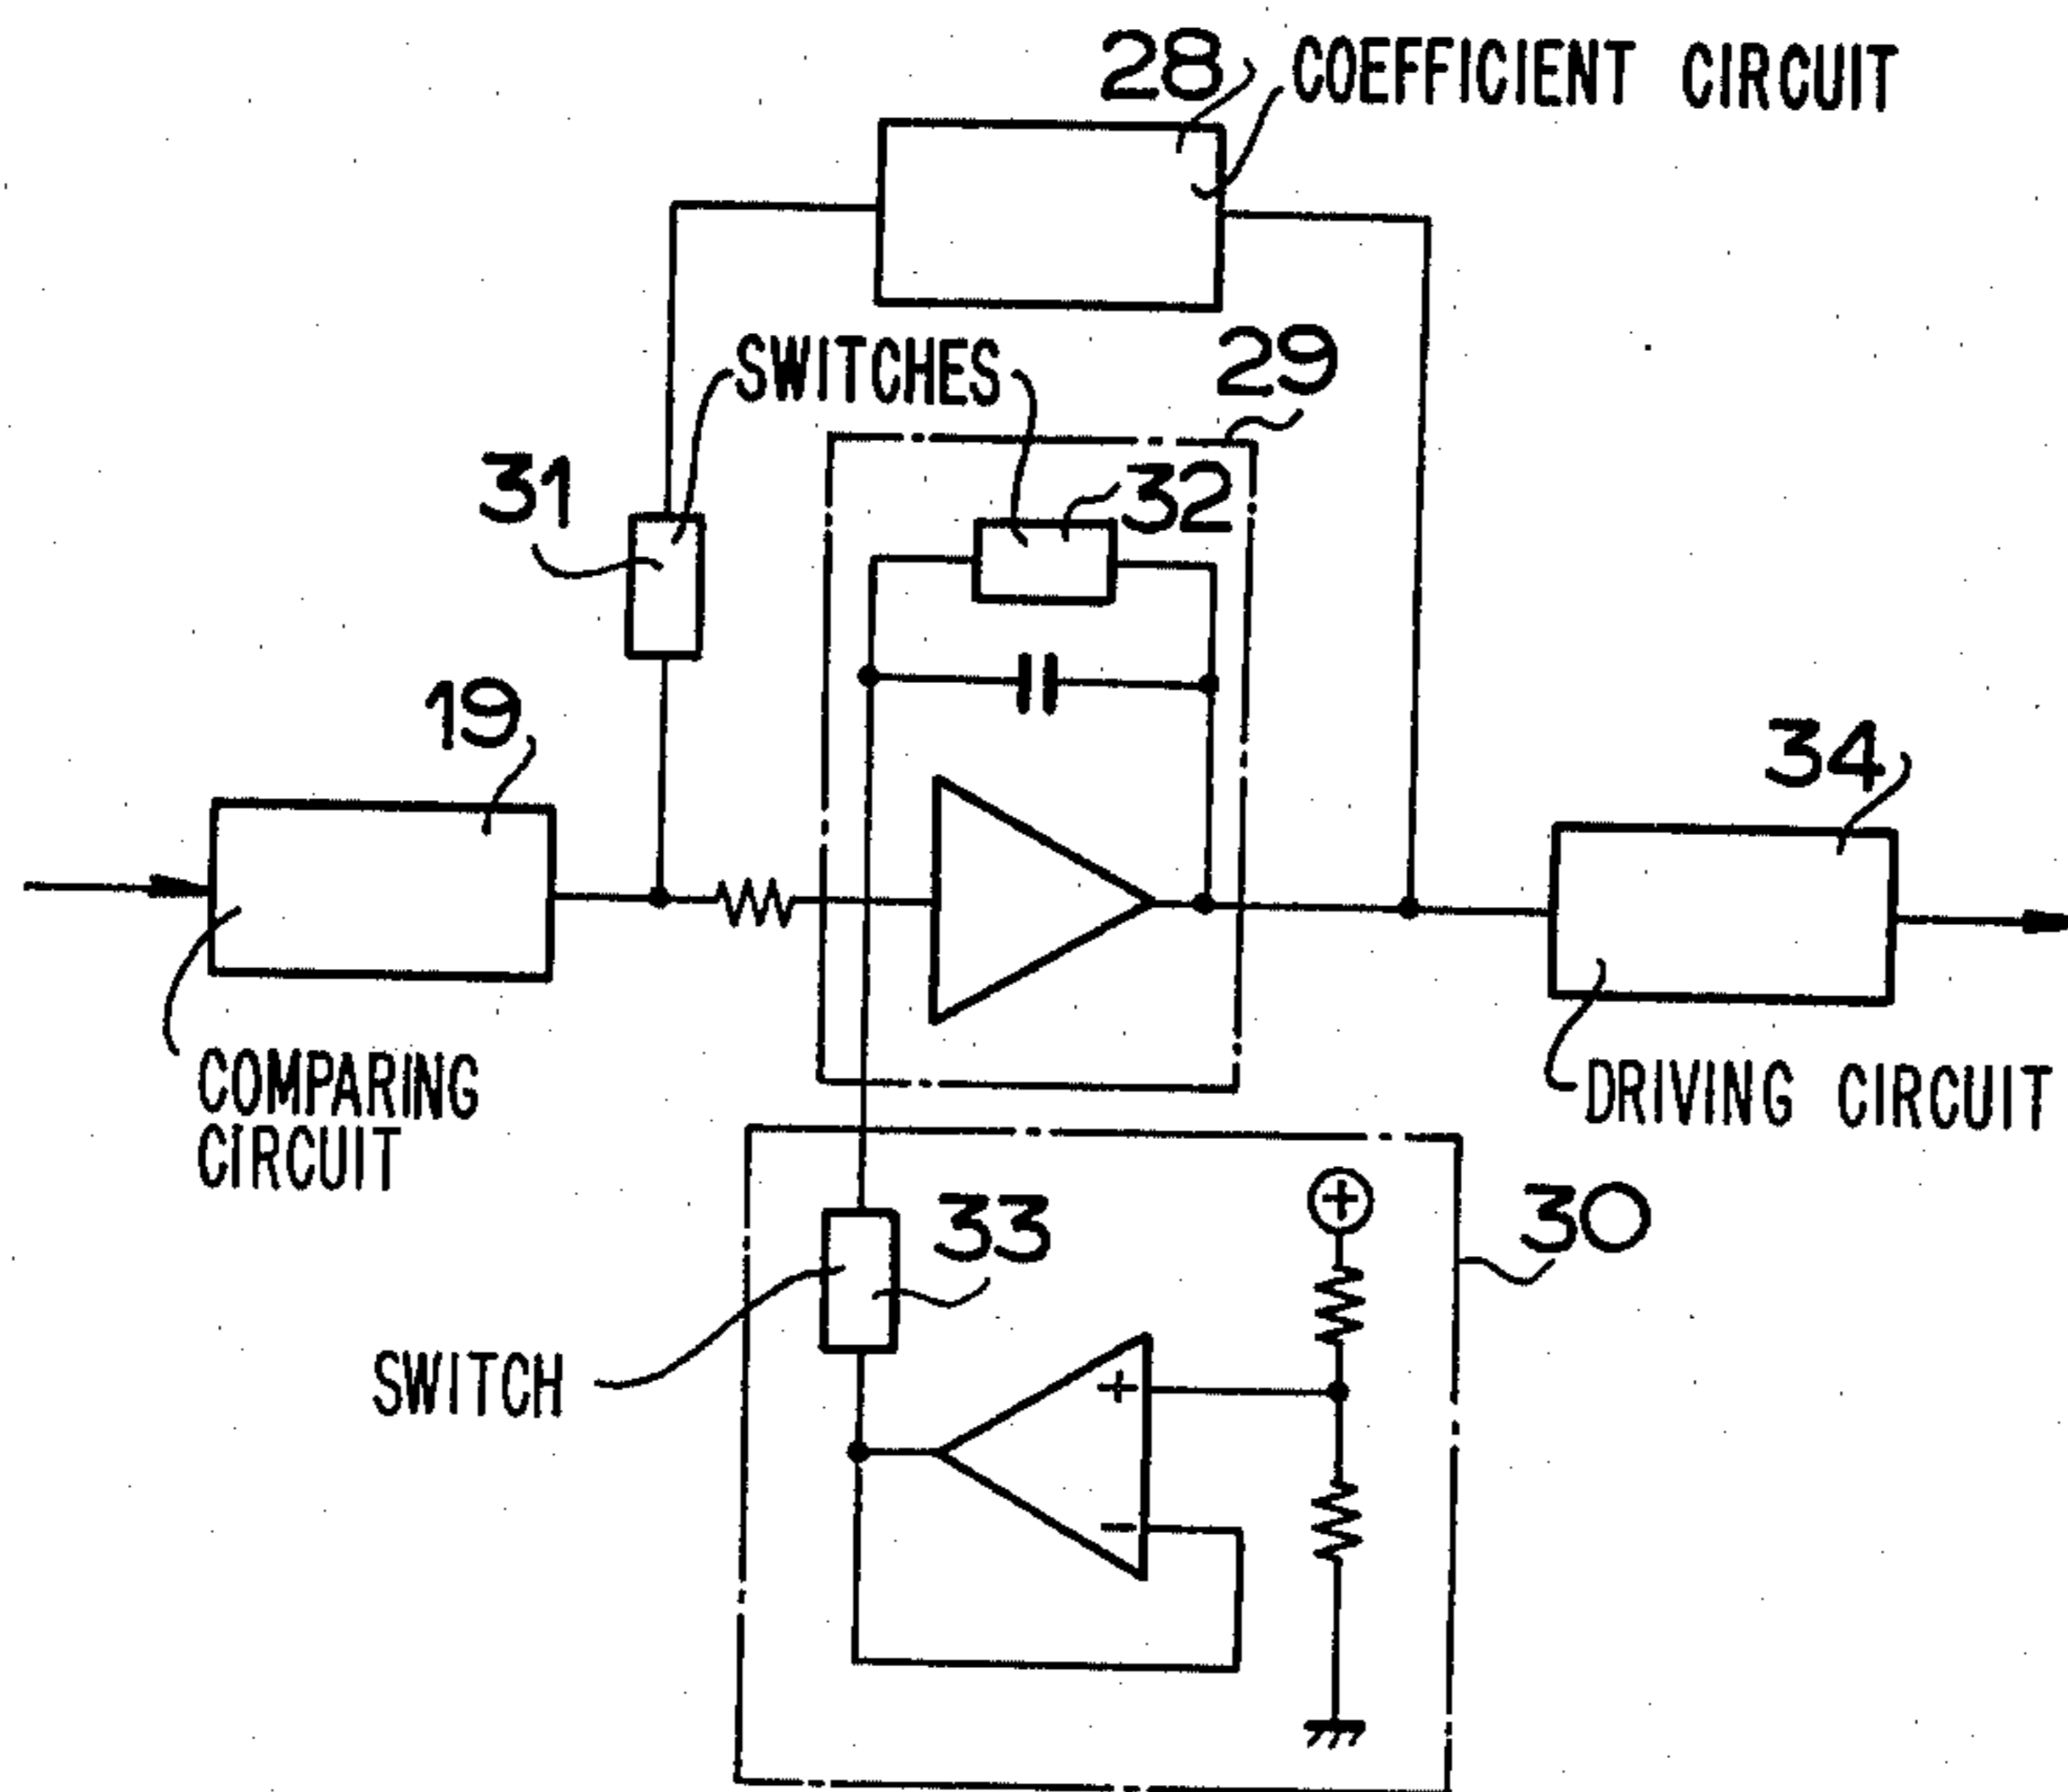 28 COEFFICIENT CIRCUIT
SWITCHES
29
31
32
19
34
COMPARING
CIRCUIT
DRIVING CIRCUIT
33
+
30
SWITCH
+
−